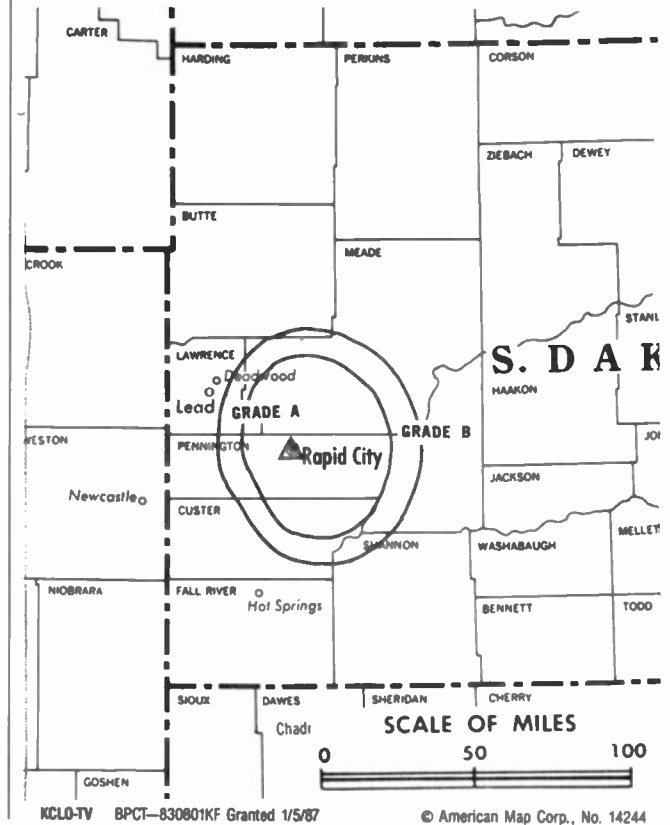 CARTER
HARDING
PERKINS
CORSON
ZIEBACH
DEWEY
BUTTE
MEADE
CROOK
STANL
LAWRENCE
S. DAK
Deadwood
HAAKON
Lead
GRADE A
GRADE B
WESTON
PENNINGTON
JO
Rapid City
JACKSON
Newcastle
CUSTER
SHANNON
WASHABAUGH
MELLET
NIOBRARA
FALL RIVER
Hot Springs
BENNETT
TODD
SIOUX
DAWES
SHERIDAN
CHERRY
Chadr
SCALE OF MILES
0 50 100
GOSHEN
KCLO-TV BPCT—830801KF Granted 1/5/87
© American Map Corp., No. 14244